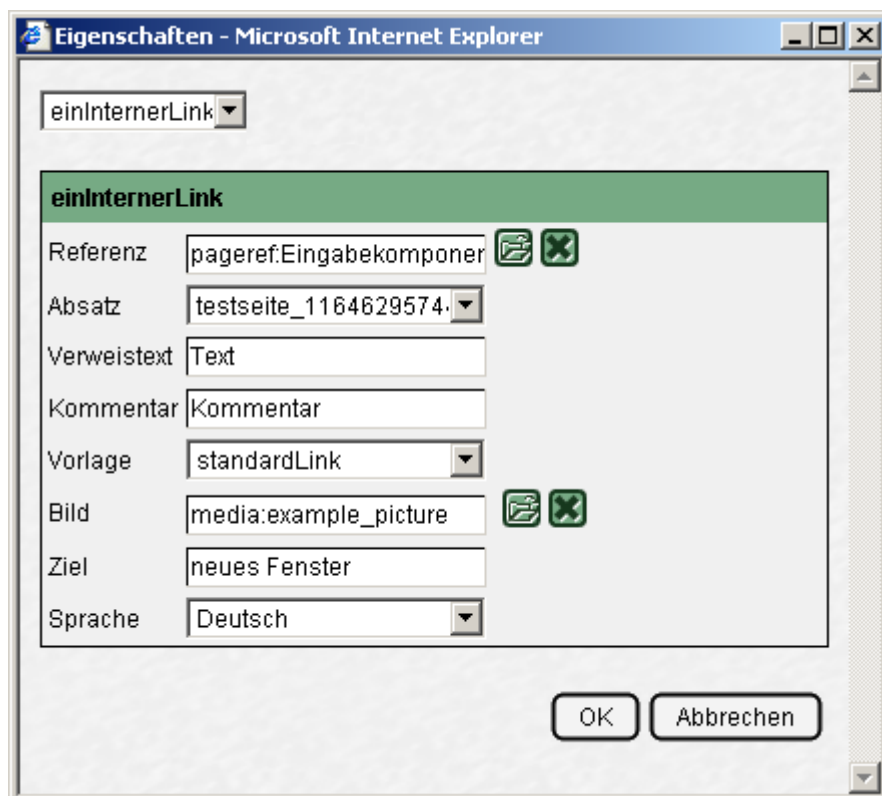 Eigenschaften - Microsoft Internet Explorer
einInternerLink
einInternerLink
Referenz pageref:Eingabekomponen
Absatz testseite_1164629574
Verweistext Text
Kommentar Kommentar
Vorlage standardLink
Bild media:example_picture
Ziel neues Fenster
Sprache Deutsch
OK Abbrechen